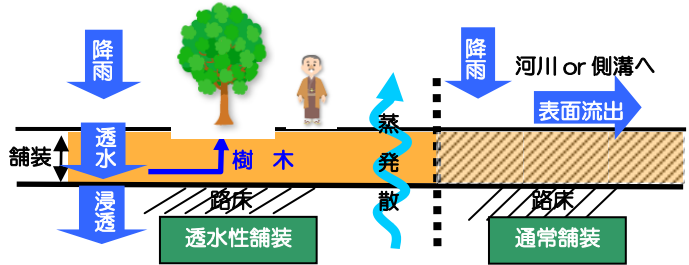 降雨
降雨
河川 or 側溝へ
表面流出
舗装
透水
樹 木
蒸発散
浸透
路床
路床
透水性舗装
通常舗装